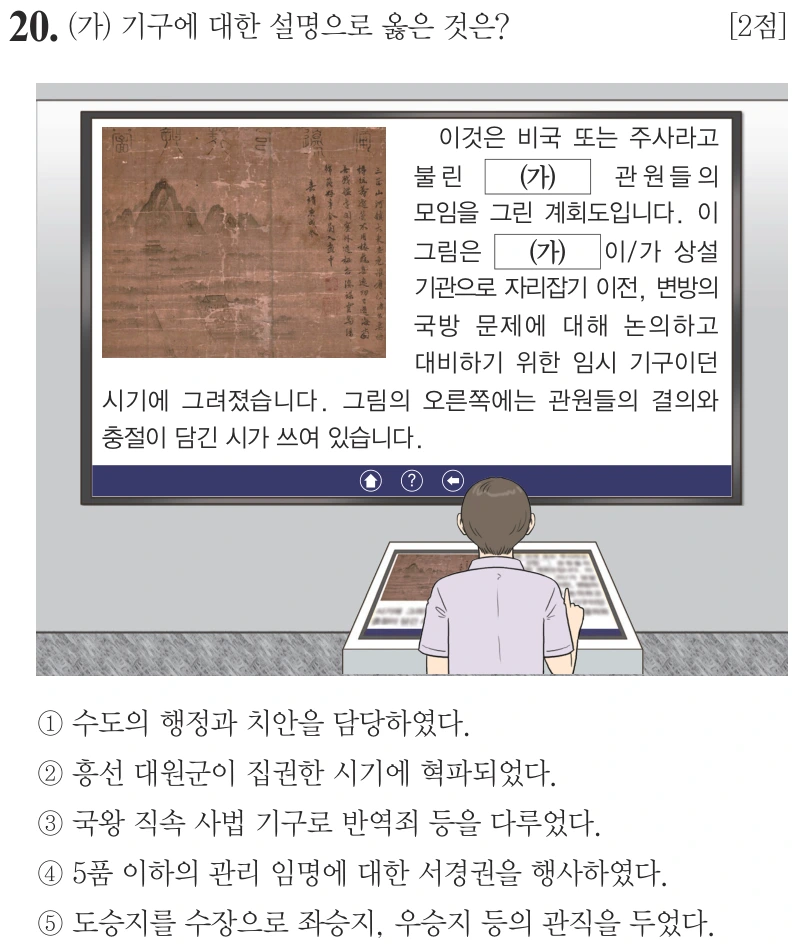 20. (가) 기구에 대한 설명으로 옳은 것은? [2점]
이것은 비국 또는 주사라고
불린 (가) 관원들의
모임을 그린 계회도입니다. 이
그림은 (가) 이/가 상설
기관으로 자리잡기 이전, 변방의
국방 문제에 대해 논의하고
대비하기 위한 임시 기구이던
시기에 그려졌습니다. 그림의 오른쪽에는 관원들의 결의와
충절이 담긴 시가 쓰여 있습니다.
?
① 수도의 행정과 치안을 담당하였다.
② 흥선 대원군이 집권한 시기에 혁파되었다.
③ 국왕 직속 사법 기구로 반역죄 등을 다루었다.
④ 5품 이하의 관리 임명에 대한 서경권을 행사하였다.
⑤ 도승지를 수장으로 좌승지, 우승지 등의 관직을 두었다.